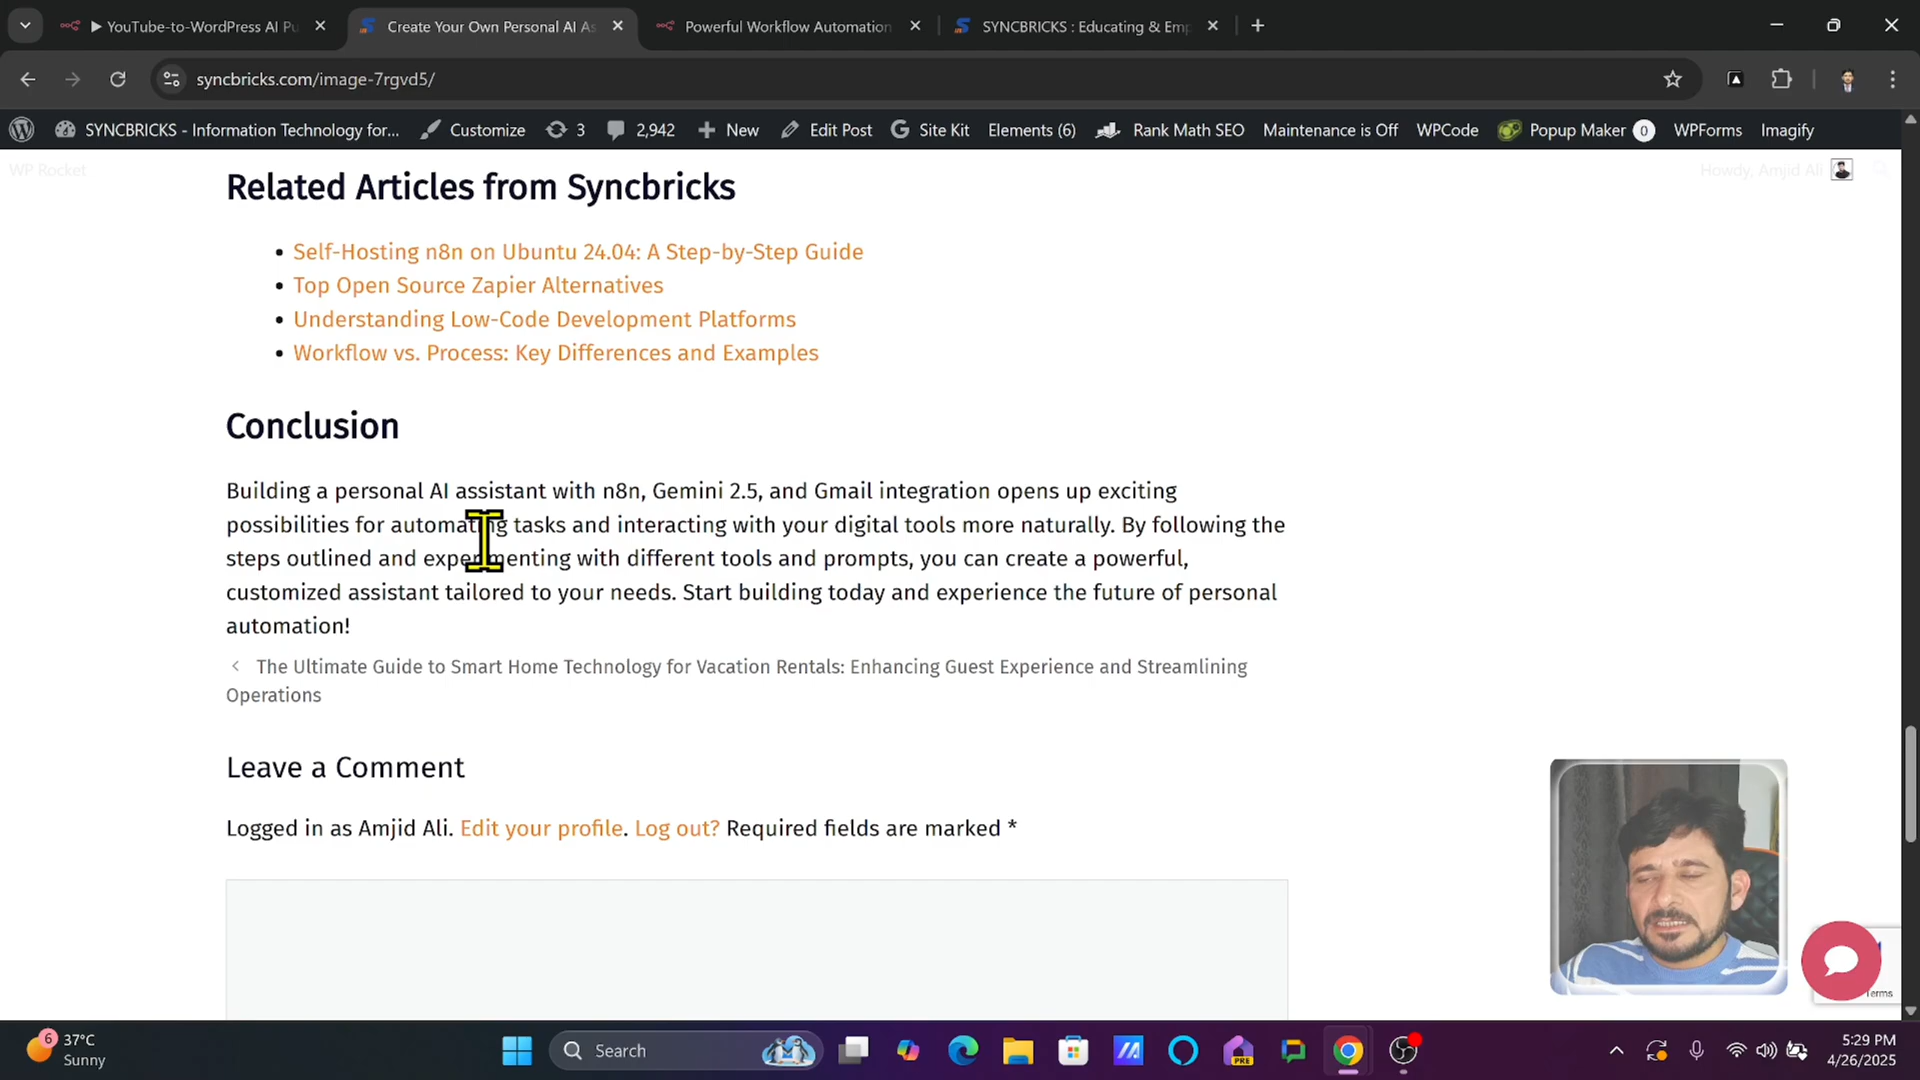 ▶ YouTube-to-WordPress AI Pu
Create Your Own Personal AI As
Powerful Workflow Automation
SYNCBRICKS : Educating & Emp
syncbricks.com/image-7rgvd5/
SYNCBRICKS - Information Technology for...
Customize
3
2,942
New
Edit Post
Site Kit
Elements (6)
Rank Math SEO
Maintenance is Off
WPCode
Popup Maker 0
WPForms
Imagify
WP Rocket
Howdy, Amjid Ali
Related Articles from Syncbricks
• Self-Hosting n8n on Ubuntu 24.04: A Step-by-Step Guide
• Top Open Source Zapier Alternatives
• Understanding Low-Code Development Platforms
• Workflow vs. Process: Key Differences and Examples
Conclusion
Building a personal AI assistant with n8n, Gemini 2.5, and Gmail integration opens up exciting
possibilities for automating tasks and interacting with your digital tools more naturally. By following the
steps outlined and experimenting with different tools and prompts, you can create a powerful,
customized assistant tailored to your needs. Start building today and experience the future of personal
automation!
The Ultimate Guide to Smart Home Technology for Vacation Rentals: Enhancing Guest Experience and Streamlining
Operations
Leave a Comment
Logged in as Amjid Ali. Edit your profile. Log out? Required fields are marked *
Terms
6
37°C
Sunny
Search
PRE
5:29 PM
4/26/2025